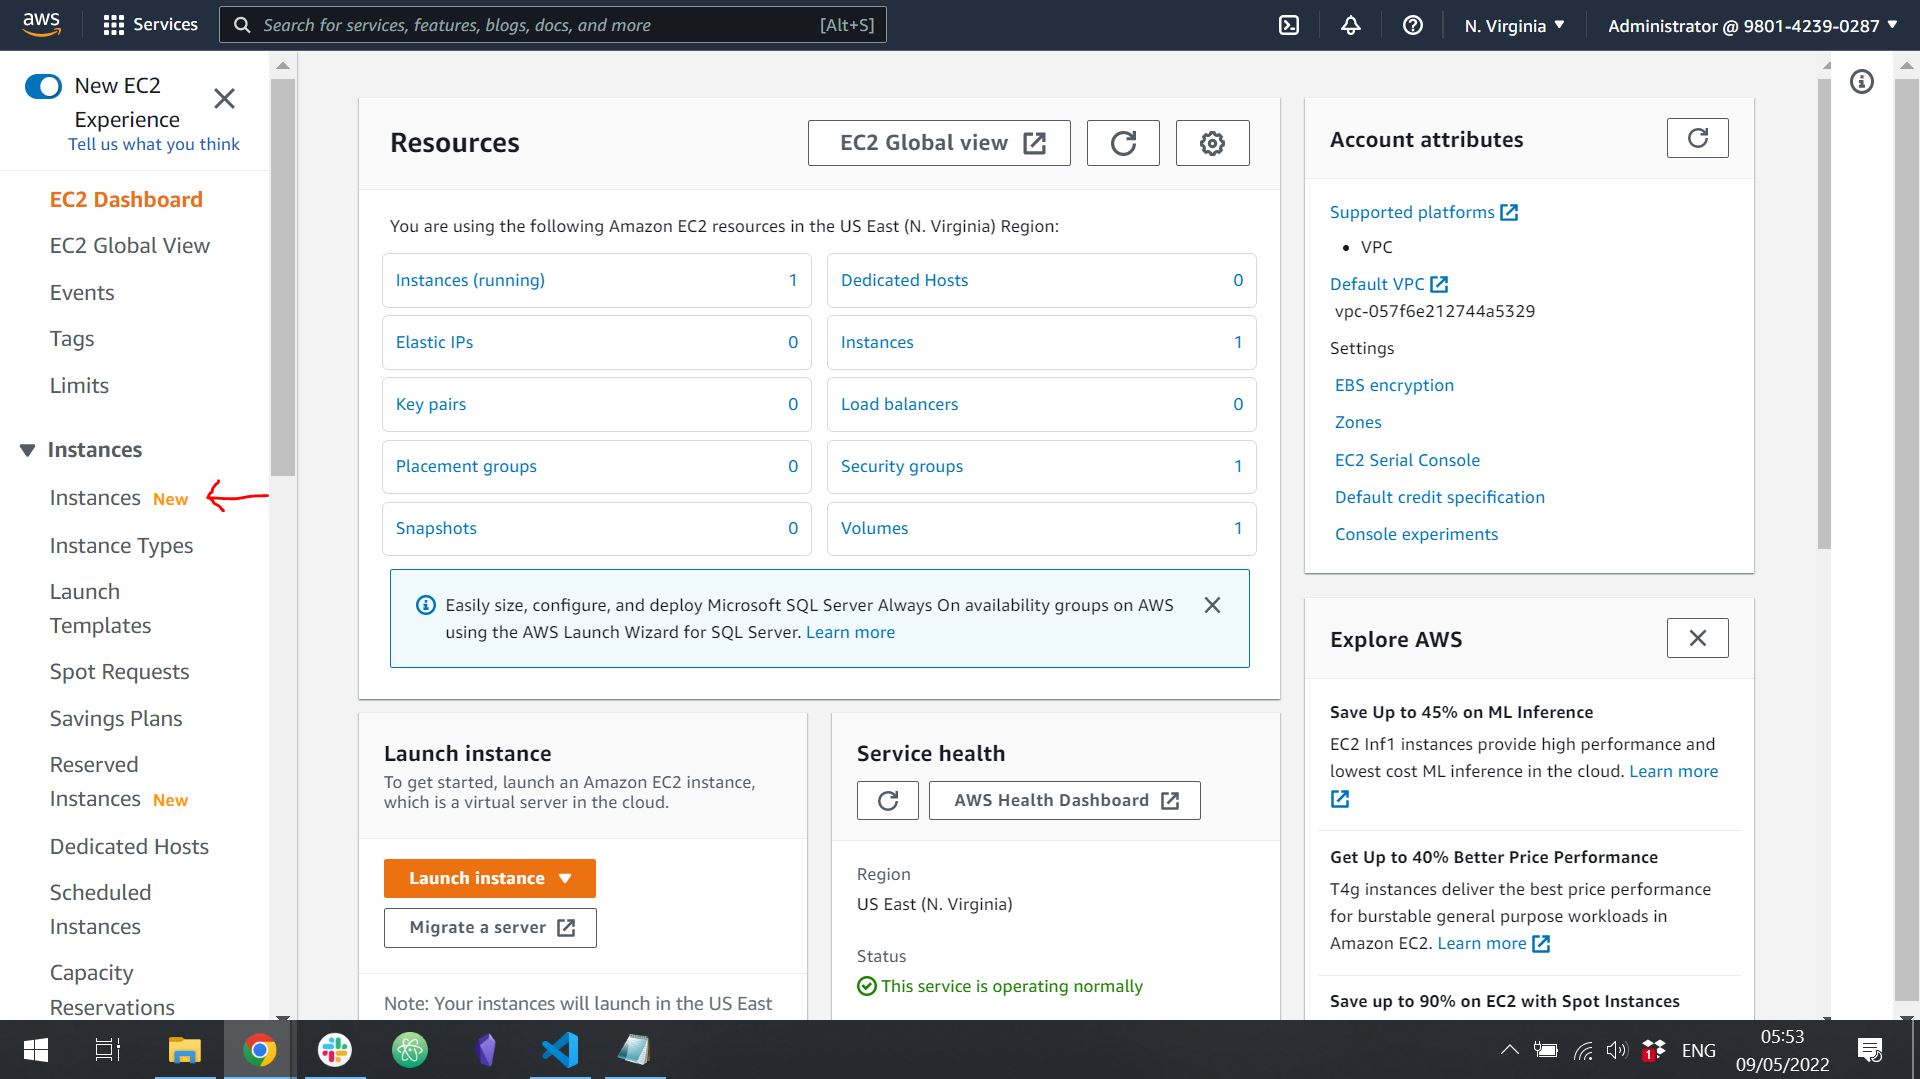 aws
Services
Search for services, features, blogs, docs, and more
[Alt+S]
N. Virginia
Administrator @ 9801-4239-0287
New EC2
Experience
Tell us what you think
EC2 Dashboard
EC2 Global View
Events
Tags
Limits
Instances
Instances New
Instance Types
Launch
Templates
Spot Requests
Savings Plans
Reserved
Instances New
Dedicated Hosts
Scheduled
Instances
Capacity
Reservations
Resources
EC2 Global view
You are using the following Amazon EC2 resources in the US East (N. Virginia) Region:
Instances (running) 1
Dedicated Hosts 0
Elastic IPs 0
Instances 1
Key pairs 0
Load balancers 0
Placement groups 0
Security groups 1
Snapshots 0
Volumes 1
Easily size, configure, and deploy Microsoft SQL Server Always On availability groups on AWS
using the AWS Launch Wizard for SQL Server. Learn more
Launch instance
To get started, launch an Amazon EC2 instance,
which is a virtual server in the cloud.
Launch instance
Migrate a server
Note: Your instances will launch in the US East
Service health
AWS Health Dashboard
Region
US East (N. Virginia)
Status
This service is operating normally
Account attributes
Supported platforms
• VPC
Default VPC
vpc-057f6e212744a5329
Settings
EBS encryption
Zones
EC2 Serial Console
Default credit specification
Console experiments
Explore AWS
Save Up to 45% on ML Inference
EC2 Inf1 instances provide high performance and
lowest cost ML inference in the cloud. Learn more
Get Up to 40% Better Price Performance
T4g instances deliver the best price performance
for burstable general purpose workloads in
Amazon EC2. Learn more
Save up to 90% on EC2 with Spot Instances
1
ENG
05:53
09/05/2022